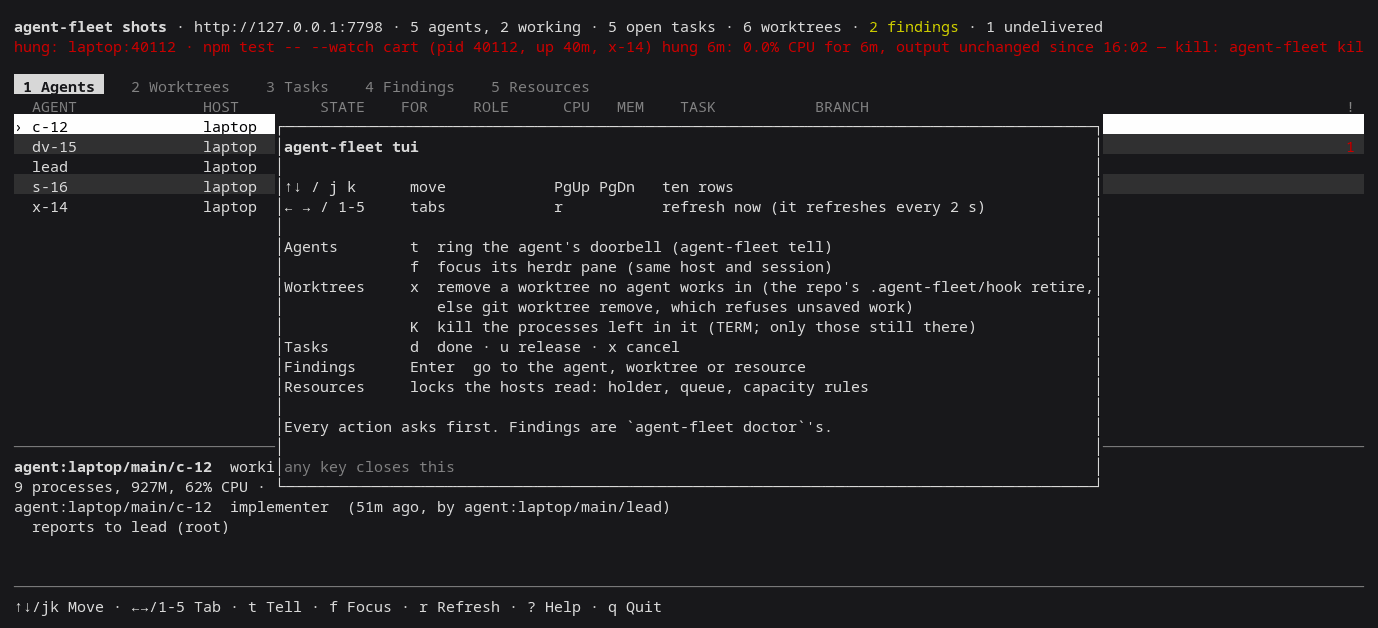 agent-fleet shots · http://127.0.0.1:7798 · 5 agents, 2 working · 5 open tasks · 6 worktrees · 2 findings · 1 undelivered
hung: laptop:40112 · npm test -- --watch cart (pid 40112, up 40m, x-14) hung 6m: 0.0% CPU for 6m, output unchanged since 16:02 — kill: agent-fleet kil
1 Agents 2 Worktrees 3 Tasks 4 Findings 5 Resources
AGENT HOST STATE FOR ROLE CPU MEM TASK BRANCH !
› c-12 laptop
dv-15 laptop agent-fleet tui 1
lead laptop
s-16 laptop ↑↓ / j k move PgUp PgDn ten rows
x-14 laptop ← → / 1-5 tabs r refresh now (it refreshes every 2 s)
Agents t ring the agent's doorbell (agent-fleet tell)
f focus its herdr pane (same host and session)
Worktrees x remove a worktree no agent works in (the repo's .agent-fleet/hook retire,
else git worktree remove, which refuses unsaved work)
K kill the processes left in it (TERM; only those still there)
Tasks d done · u release · x cancel
Findings Enter go to the agent, worktree or resource
Resources locks the hosts read: holder, queue, capacity rules
Every action asks first. Findings are `agent-fleet doctor`'s.
agent:laptop/main/c-12 worki any key closes this
9 processes, 927M, 62% CPU ·
agent:laptop/main/c-12 implementer (51m ago, by agent:laptop/main/lead)
reports to lead (root)
↑↓/jk Move · ←→/1-5 Tab · t Tell · f Focus · r Refresh · ? Help · q Quit